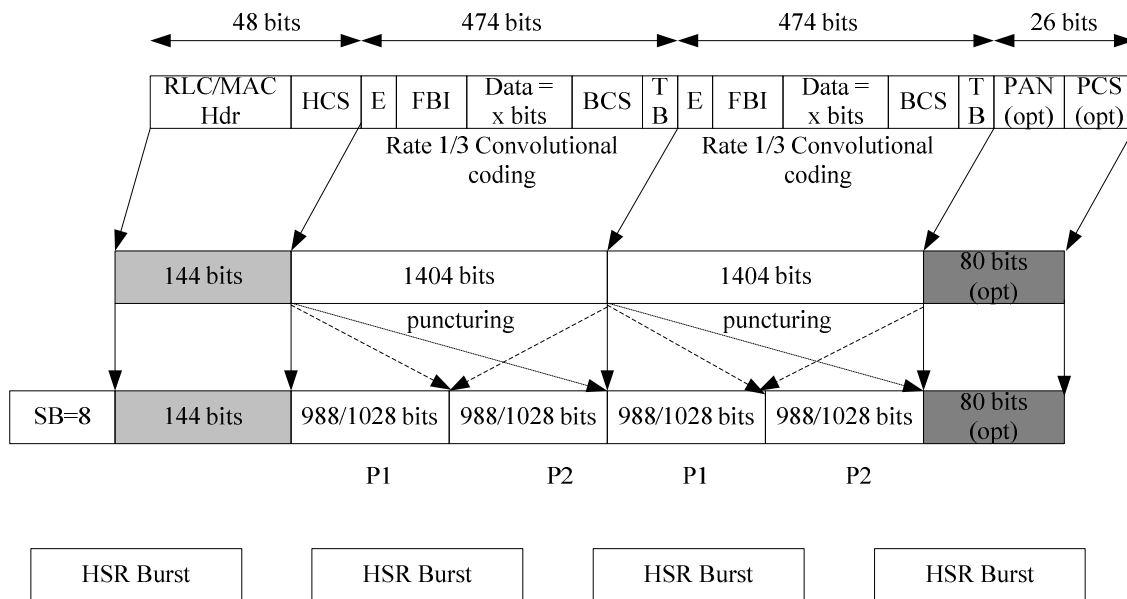 48 bits 474 bits 474 bits 26 bits
RLC/MAC Hdr HCS E FBI Data = x bits BCS T B E FBI Data = x bits BCS T B PAN (opt) PCS (opt)
Rate 1/3 Convolutional coding Rate 1/3 Convolutional coding
144 bits 1404 bits 1404 bits 80 bits (opt)
puncturing puncturing
SB=8 144 bits 988/1028 bits 988/1028 bits 988/1028 bits 988/1028 bits 80 bits (opt)
P1 P2 P1 P2
HSR Burst HSR Burst HSR Burst HSR Burst